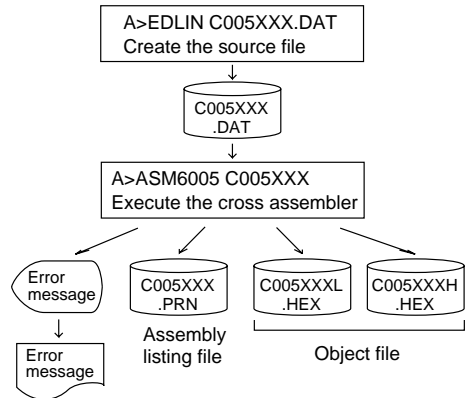 A>EDLIN C005XXX.DAT
Create the source file
C005XXX
.DAT
A>ASM6005 C005XXX
Execute the cross assembler
Error
message
C005XXX
.PRN
C005XXXL
.HEX
C005XXXH
.HEX
Error
message
Assembly
listing file
Object file